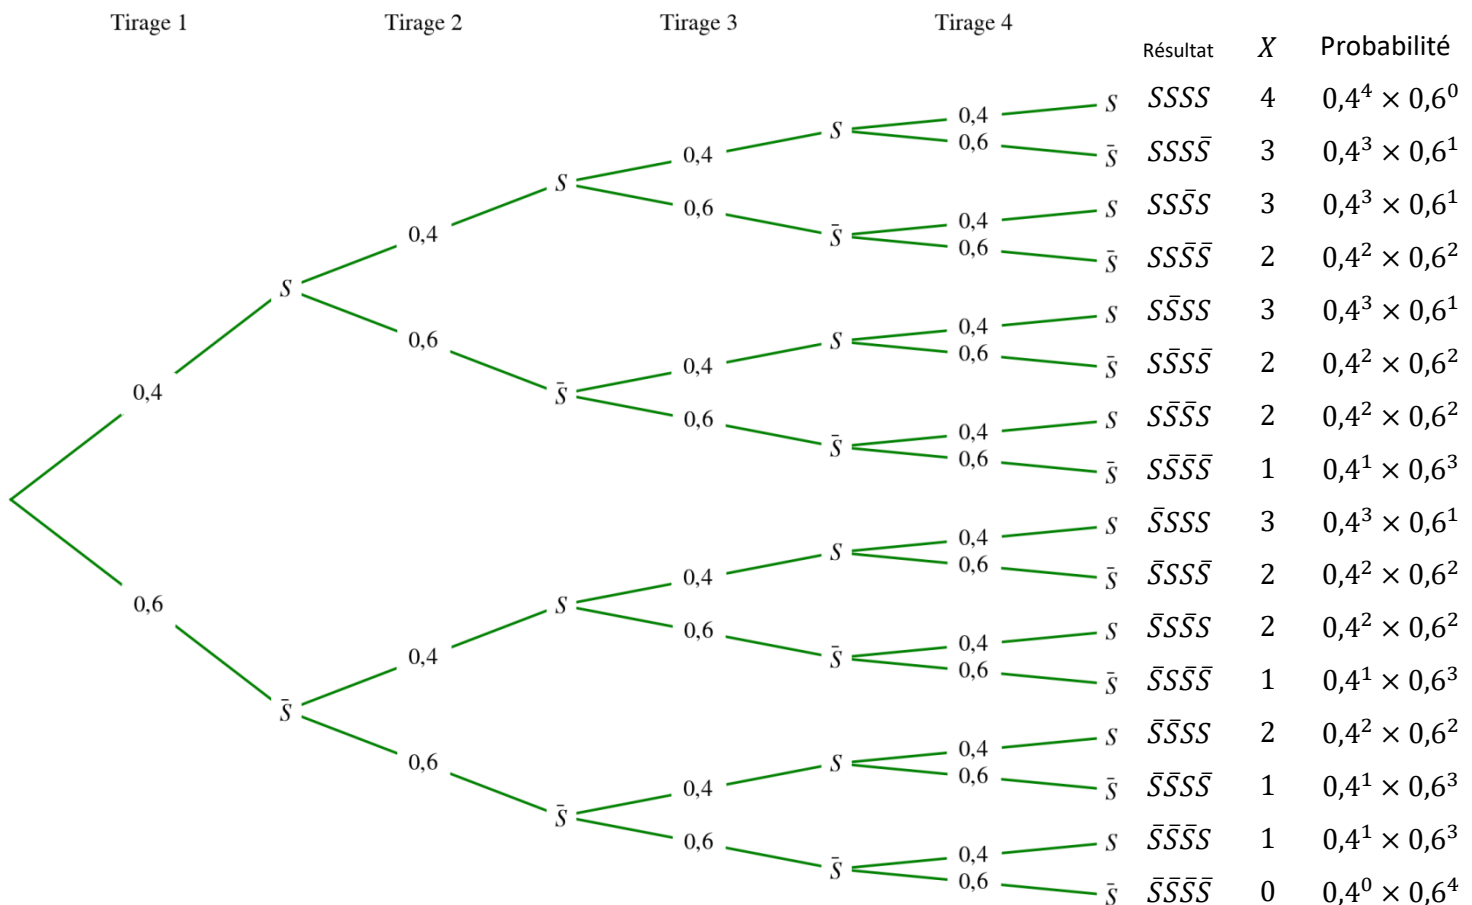 Tirage 1 Tirage 2 Tirage 3 Tirage 4
Résultat X Probabilité
0,4 S SSSS 4 0,4⁴ × 0,6⁰
S
0,4 0,6 S̄ SSSS̄ 3 0,4³ × 0,6¹
S
0,6 0,4 S SSS̄S 3 0,4³ × 0,6¹
0,4 S̄
0,6 S̄ SSS̄S̄ 2 0,4² × 0,6²
S
0,4 S SS̄SS 3 0,4³ × 0,6¹
0,6 S
0,4 0,6 S̄ SS̄SS̄ 2 0,4² × 0,6²
0,4 S̄
0,6 0,4 S SS̄S̄S 2 0,4² × 0,6²
S̄
0,6 S̄ SS̄S̄S̄ 1 0,4¹ × 0,6³
0,4 S S̄SSS 3 0,4³ × 0,6¹
S
0,4 0,6 S̄ S̄SSS̄ 2 0,4² × 0,6²
0,6 S
0,6 0,4 S S̄SS̄S 2 0,4² × 0,6²
0,4 S̄
0,6 S̄ S̄SS̄S̄ 1 0,4¹ × 0,6³
S̄
0,4 S S̄S̄SS 2 0,4² × 0,6²
0,6 S
0,4 0,6 S̄ S̄S̄SS̄ 1 0,4¹ × 0,6³
S̄
0,6 0,4 S S̄S̄S̄S 1 0,4¹ × 0,6³
S̄
0,6 S̄ S̄S̄S̄S̄ 0 0,4⁰ × 0,6⁴